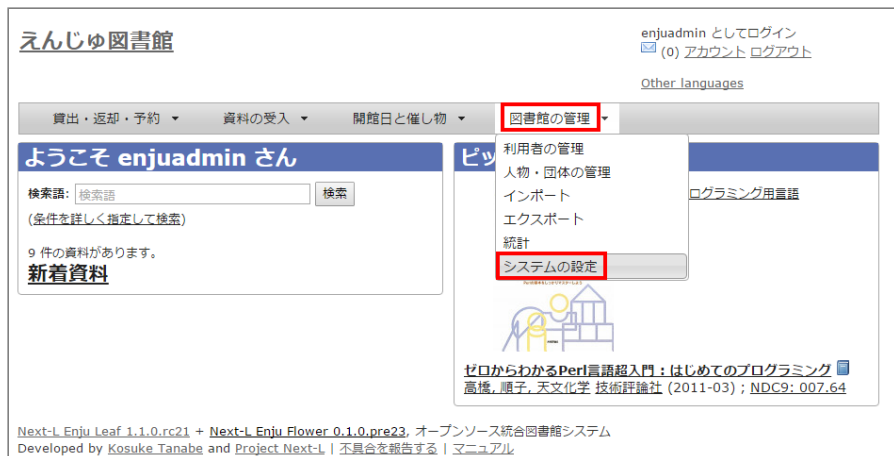 えんじゅ図書館
enjuadmin としてログイン
(0) アカウント ログアウト
Other languages
貸出・返却・予約 ▼ 資料の受入 ▼ 開館日と催し物 ▼ 図書館の管理 ▼
利用者の管理
人物・団体の管理
インポート
エクスポート
統計
システムの設定
ようこそ enjuadmin さん
検索語: 検索語 検索
(条件を詳しく指定して検索)
9 件の資料があります。
新着資料
ピッ
ログラミング用言語
ゼロからわかるPerl言語超入門 : はじめてのプログラミング
高橋, 順子, 天文化学 技術評論社 (2011-03) ; NDC9: 007.64
Next-L Enju Leaf 1.1.0.rc21 + Next-L Enju Flower 0.1.0.pre23, オープンソース統合図書館システム
Developed by Kosuke Tanabe and Project Next-L | 不具合を報告する | マニュアル